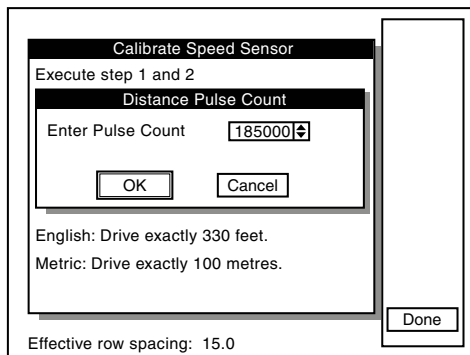 Calibrate Speed Sensor
Execute step 1 and 2
Distance Pulse Count
Enter Pulse Count 185000
OK Cancel
English: Drive exactly 330 feet.
Metric: Drive exactly 100 metres.
Done
Effective row spacing: 15.0